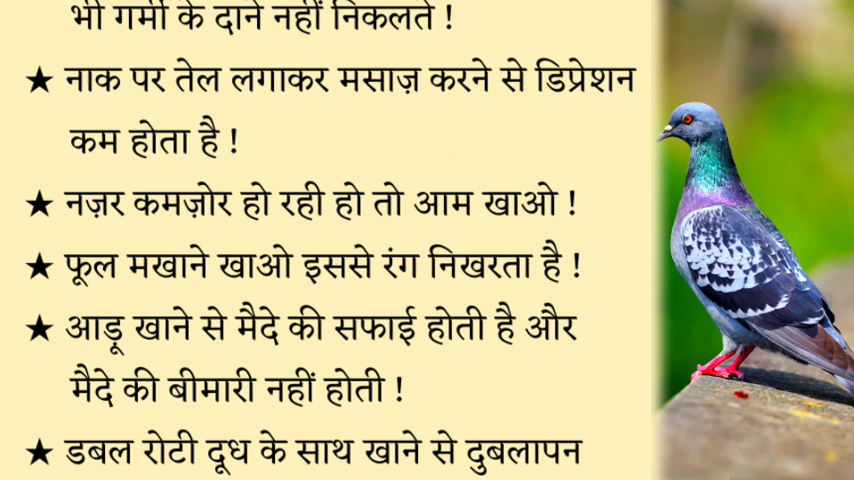 भी गर्मी के दाने नहीं निकलते !
★ नाक पर तेल लगाकर मसाज़ करने से डिप्रेशन
कम होता है !
★ नज़र कमज़ोर हो रही हो तो आम खाओ !
★ फूल मखाने खाओ इससे रंग निखरता है !
★ आड़ू खाने से मैदे की सफाई होती है और
मैदे की बीमारी नहीं होती !
★ डबल रोटी दूध के साथ खाने से दुबलापन